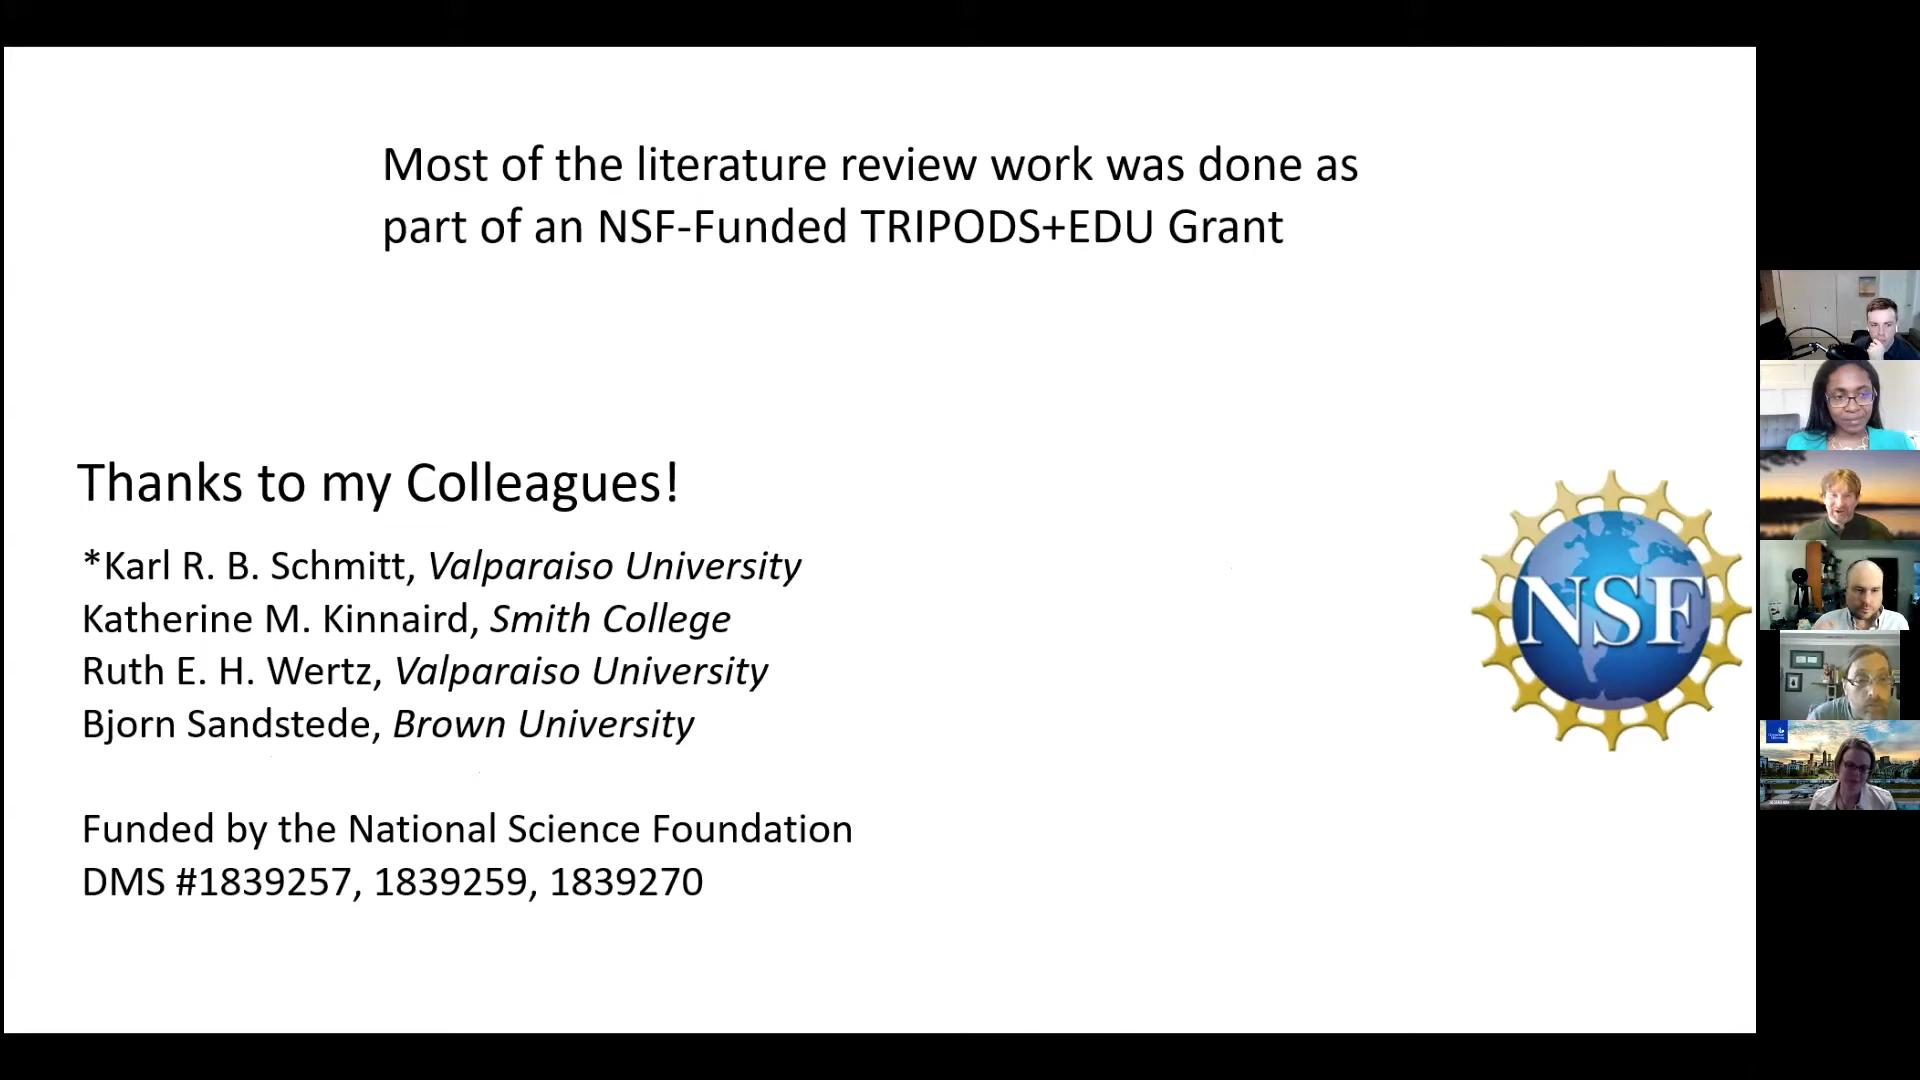 Most of the literature review work was done as
part of an NSF-Funded TRIPODS+EDU Grant
Thanks to my Colleagues!
*Karl R. B. Schmitt, Valparaiso University
Katherine M. Kinnaird, Smith College
Ruth E. H. Wertz, Valparaiso University
Bjorn Sandstede, Brown University
Funded by the National Science Foundation
DMS #1839257, 1839259, 1839270
NSF